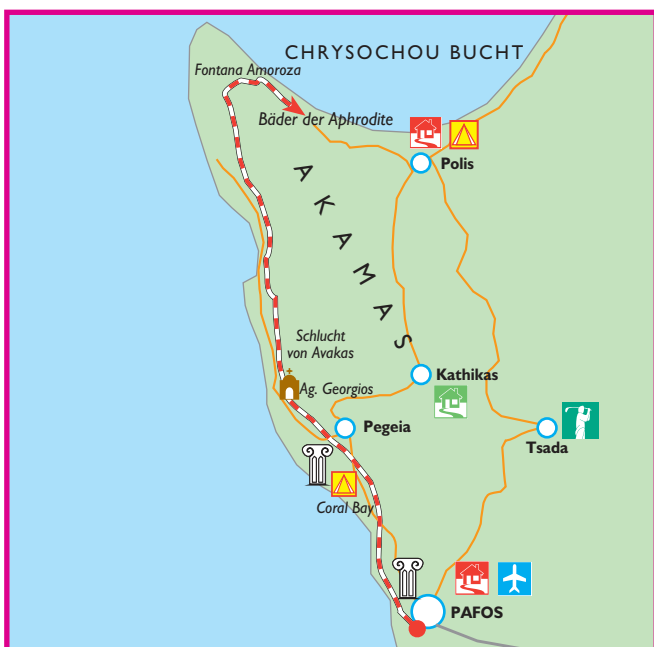 CHRYSOCHOU BUCHT
Fontana Amoroza
Bäder der Aphrodite
Polis
AKAMAS
Schlucht
von Avakas
Kathikas
Ag. Georgios
Pegeia
Tsada
Coral Bay
PAFOS